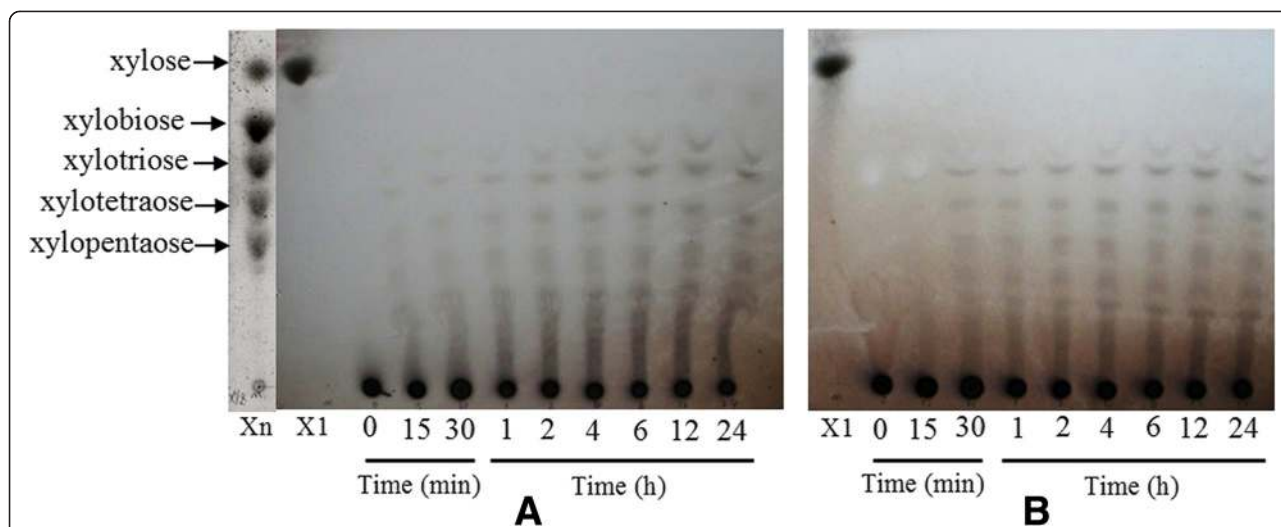 xylose
xylobiose
xylotriose
xylotetraose
xylopentaose
Xn X1 0 15 30 1 2 4 6 12 24
Time (min) Time (h)
A
X1 0 15 30 1 2 4 6 12 24
Time (min) Time (h)
B